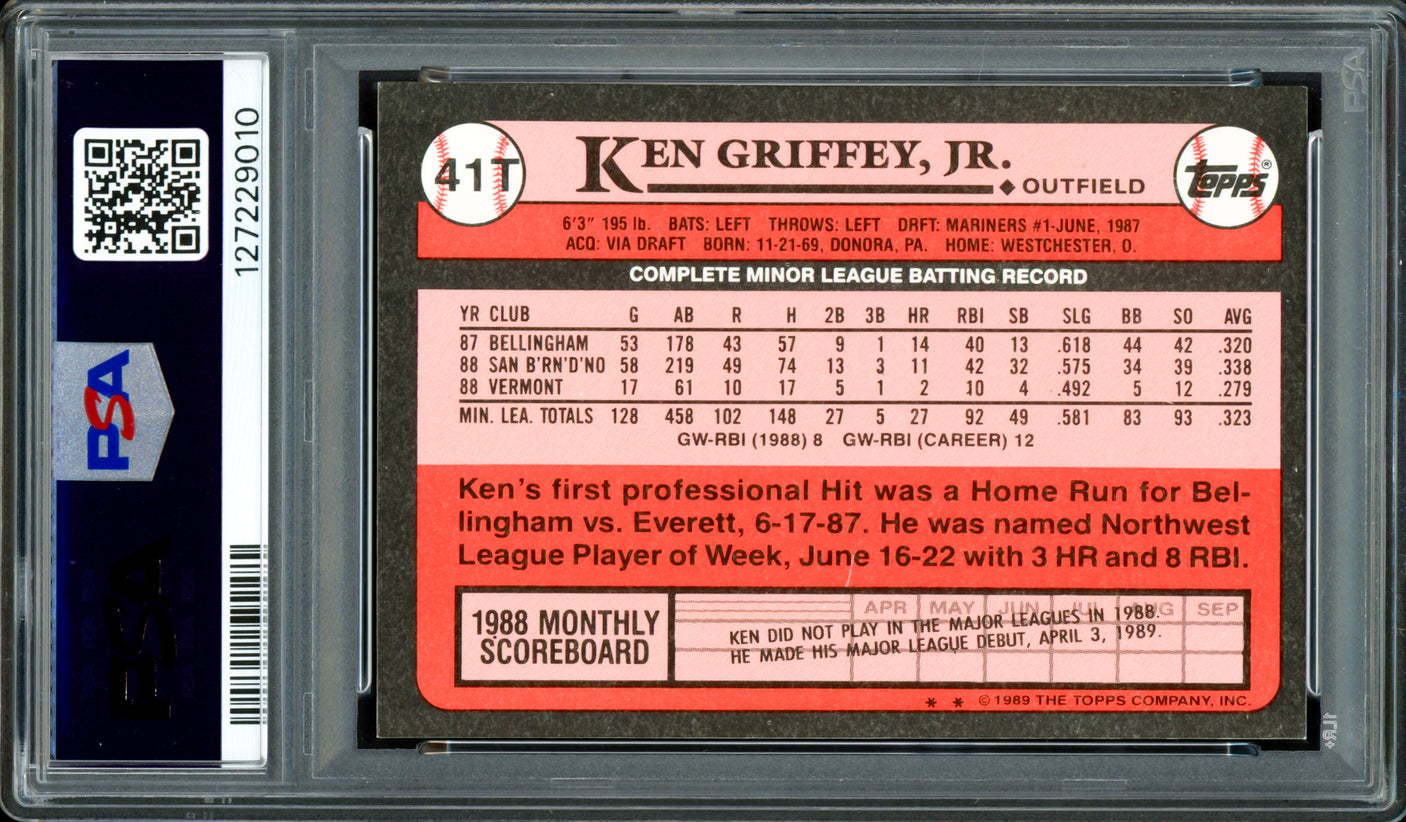 127229010
PSA
PSA
41T
KEN GRIFFEY, JR.
OUTFIELD
TOPPS®
6'3" 195 lb. BATS: LEFT THROWS: LEFT DRFT: MARINERS #1-JUNE, 1987
ACQ: VIA DRAFT BORN: 11-21-69, DONORA, PA. HOME: WESTCHESTER, O.
COMPLETE MINOR LEAGUE BATTING RECORD
YR CLUB G AB R H 2B 3B HR RBI SB SLG BB SO AVG
87 BELLINGHAM 53 178 43 57 9 1 14 40 13 .618 44 42 .320
88 SAN B'RN'D'NO 58 219 49 74 13 3 11 42 32 .575 34 39 .338
88 VERMONT 17 61 10 17 5 1 2 10 4 .492 5 12 .279
MIN. LEA. TOTALS 128 458 102 148 27 5 27 92 49 .581 83 93 .323
GW-RBI (1988) 8 GW-RBI (CAREER) 12
Ken's first professional Hit was a Home Run for Bel-
lingham vs. Everett, 6-17-87. He was named Northwest
League Player of Week, June 16-22 with 3 HR and 8 RBI.
1988 MONTHLY
SCOREBOARD
APR MAY JUN JUL AUG SEP
KEN DID NOT PLAY IN THE MAJOR LEAGUES IN 1988.
HE MADE HIS MAJOR LEAGUE DEBUT, APRIL 3, 1989.
* * © 1989 THE TOPPS COMPANY, INC.
PSA